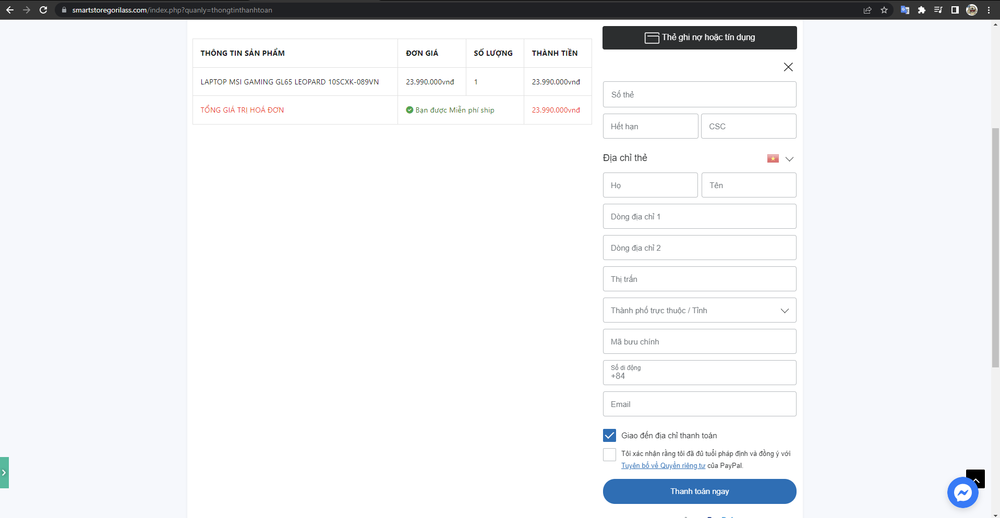 smartstoregorilass.com/index.php?quanly=thongtinthanhtoan
THÔNG TIN SẢN PHẨM ĐƠN GIÁ SỐ LƯỢNG THÀNH TIỀN
LAPTOP MSI GAMING GL65 LEOPARD 10SCXK-089VN 23.990.000vnđ 1 23.990.000vnđ
TỔNG GIÁ TRỊ HOÁ ĐƠN Bạn được Miễn phí ship 23.990.000vnđ
Thẻ ghi nợ hoặc tín dụng
Số thẻ
Hết hạn CSC
Địa chỉ thẻ
Họ Tên
Dòng địa chỉ 1
Dòng địa chỉ 2
Thị trấn
Thành phố trực thuộc / Tỉnh
Mã bưu chính
Số di động
+84
Email
Giao đến địa chỉ thanh toán
Tôi xác nhận rằng tôi đã đủ tuổi pháp định và đồng ý với
Tuyên bố về Quyền riêng tư của PayPal.
Thanh toán ngay